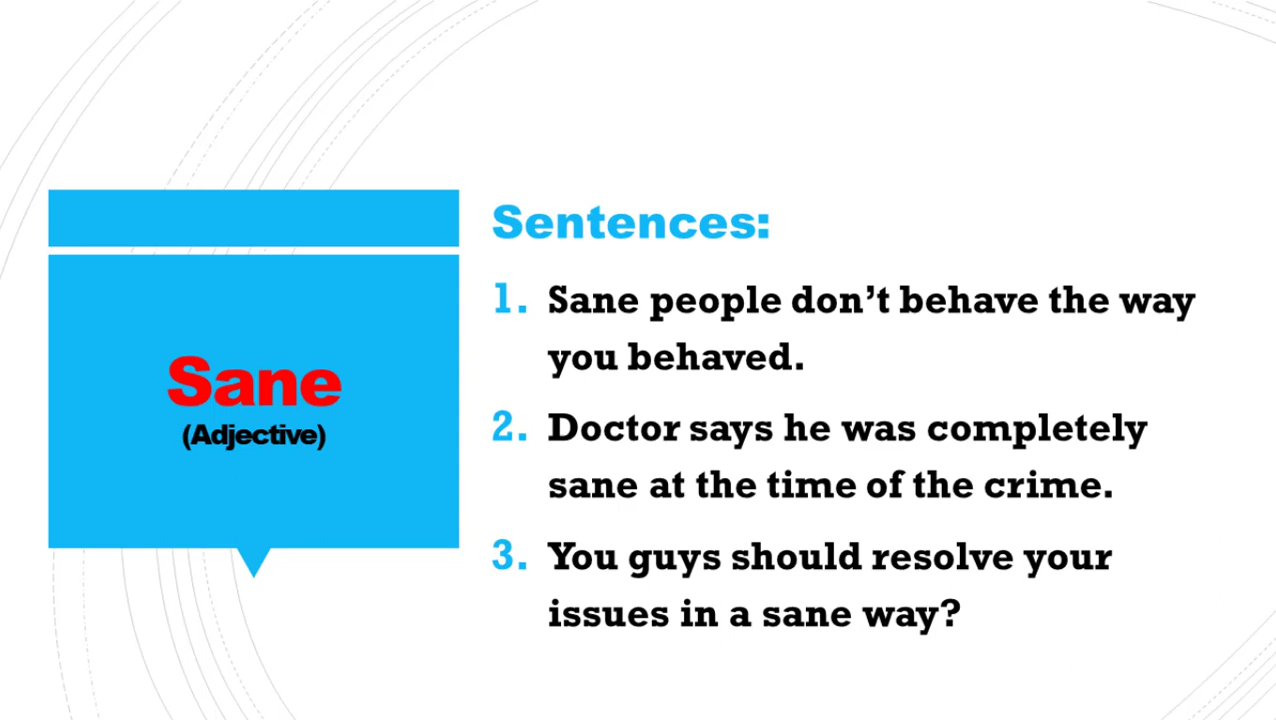 Sane
(Adjective)
Sentences:
1. Sane people don’t behave the way
you behaved.
2. Doctor says he was completely
sane at the time of the crime.
3. You guys should resolve your
issues in a sane way?